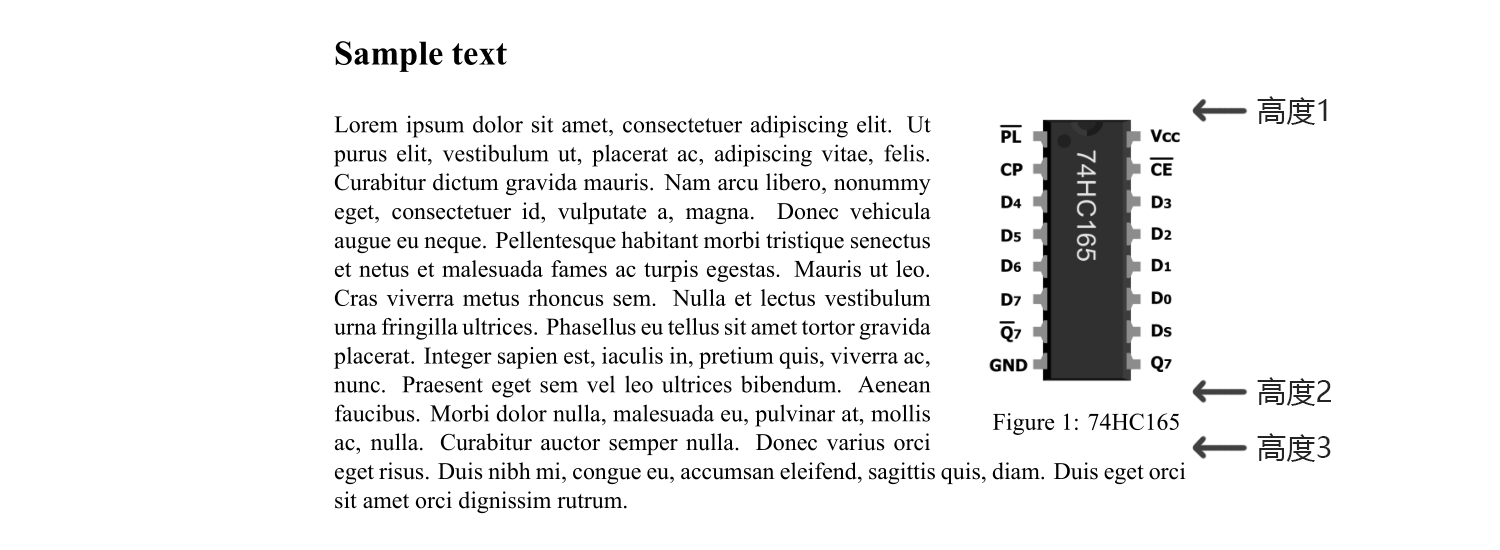 Sample text
Lorem ipsum dolor sit amet, consectetuer adipiscing elit. Ut
purus elit, vestibulum ut, placerat ac, adipiscing vitae, felis.
Curabitur dictum gravida mauris. Nam arcu libero, nonummy
eget, consectetuer id, vulputate a, magna. Donec vehicula
augue eu neque. Pellentesque habitant morbi tristique senectus
et netus et malesuada fames ac turpis egestas. Mauris ut leo.
Cras viverra metus rhoncus sem. Nulla et lectus vestibulum
urna fringilla ultrices. Phasellus eu tellus sit amet tortor gravida
placerat. Integer sapien est, iaculis in, pretium quis, viverra ac,
nunc. Praesent eget sem vel leo ultrices bibendum. Aenean
faucibus. Morbi dolor nulla, malesuada eu, pulvinar at, mollis
ac, nulla. Curabitur auctor semper nulla. Donec varius orci
eget risus. Duis nibh mi, congue eu, accumsan eleifend, sagittis quis, diam. Duis eget orci
sit amet orci dignissim rutrum.
PL
CP
D4
D5
D6
D7
Q7
GND
74HC165
Vcc
CE
D3
D2
D1
D0
Ds
Q7
Figure 1: 74HC165
高度1
高度2
高度3